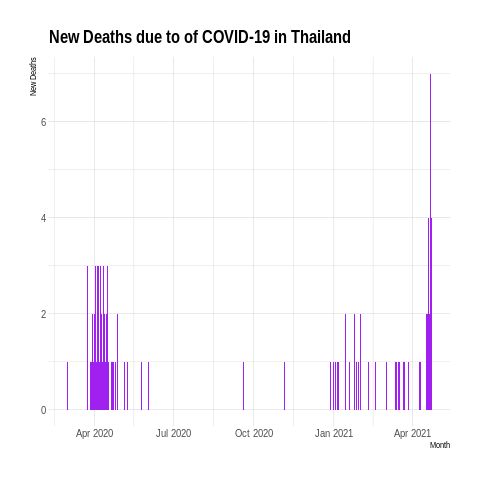 New Deaths due to of COVID-19 in Thailand
New Deaths
6
4
2
0
Apr 2020 Jul 2020 Oct 2020 Jan 2021 Apr 2021
Month